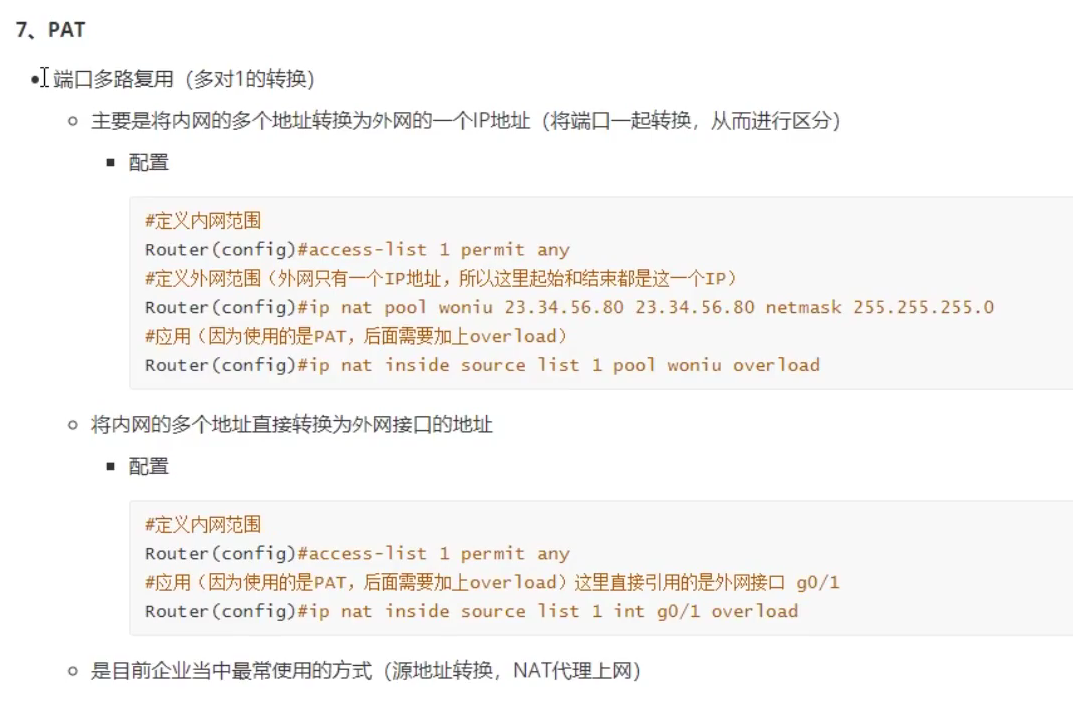 7、PAT
端口多路复用（多对1的转换）
主要是将内网的多个地址转换为外网的一个IP地址（将端口一起转换，从而进行区分）
配置
#定义内网范围
Router(config)#access-list 1 permit any
#定义外网范围（外网只有一个IP地址，所以这里起始和结束都是这一个IP）
Router(config)#ip nat pool woniu 23.34.56.80 23.34.56.80 netmask 255.255.255.0
#应用（因为使用的是PAT，后面需要加上overload）
Router(config)#ip nat inside source list 1 pool woniu overload
将内网的多个地址直接转换为外网接口的地址
配置
#定义内网范围
Router(config)#access-list 1 permit any
#应用（因为使用的是PAT，后面需要加上overload）这里直接引用的是外网接口 g0/1
Router(config)#ip nat inside source list 1 int g0/1 overload
是目前企业当中最常使用的方式（源地址转换，NAT代理上网）